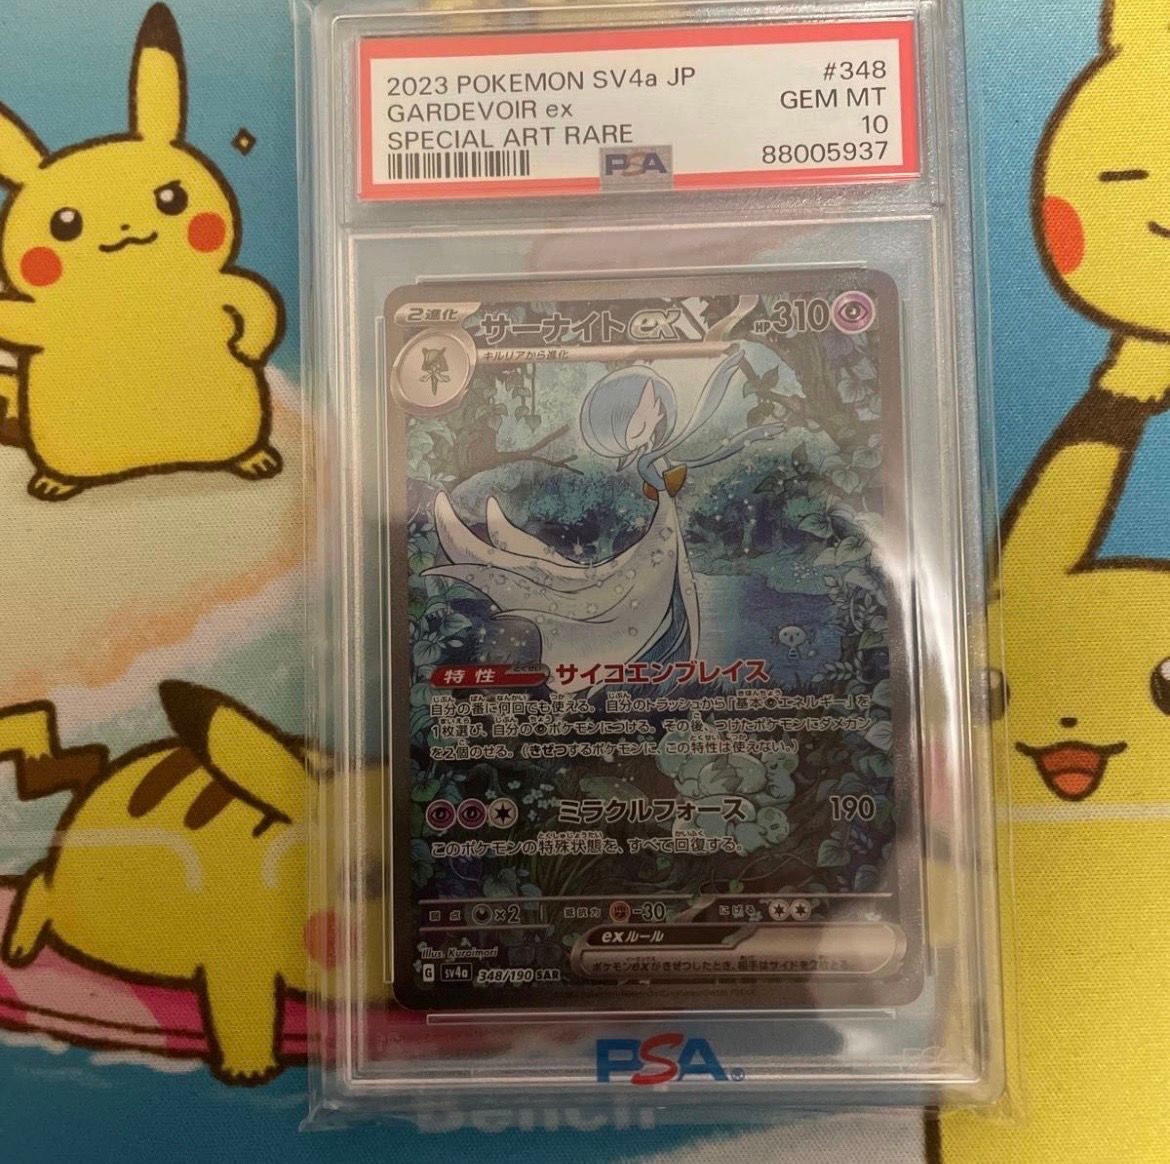 2023 POKEMON SV4a JP #348
GARDEVOIR ex GEM MT
SPECIAL ART RARE 10
PSA 88005937
2進化 サーナイトex HP310
キルリアから進化
特性 サイコエンブレイス
自分の番に何回でも使える。自分のトラッシュから「基本 エネルギー」を
1枚選び、自分の ポケモンにつける。その後、つけたポケモンにダメカン
を2個のせる。(きぜつするポケモンに、この特性は使えない。)
ミラクルフォース 190
このポケモンの特殊状態を、すべて回復する。
弱点 ×2 抵抗力 -30 にげる
exルール
ポケモンexがきぜつしたとき、相手はサイドを2枚とる。
Illus. Kuroimori
G SV4a 348/190 SAR
PSA
Bench